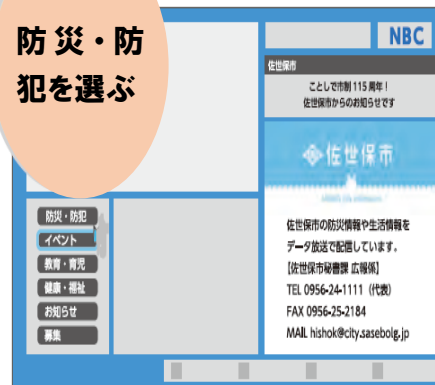 防災・防
犯を選ぶ
NBC
佐世保市
ことしで市制 115 周年！
佐世保市からのお知らせです
佐世保市
防災・防犯
イベント
教育・育児
健康・福祉
お知らせ
募集
佐世保市の防災情報や生活情報を
データ放送で配信しています。
【佐世保市秘書課 広報係】
TEL 0956-24-1111（代表）
FAX 0956-25-2184
MAIL hishok@city.sasebolg.jp